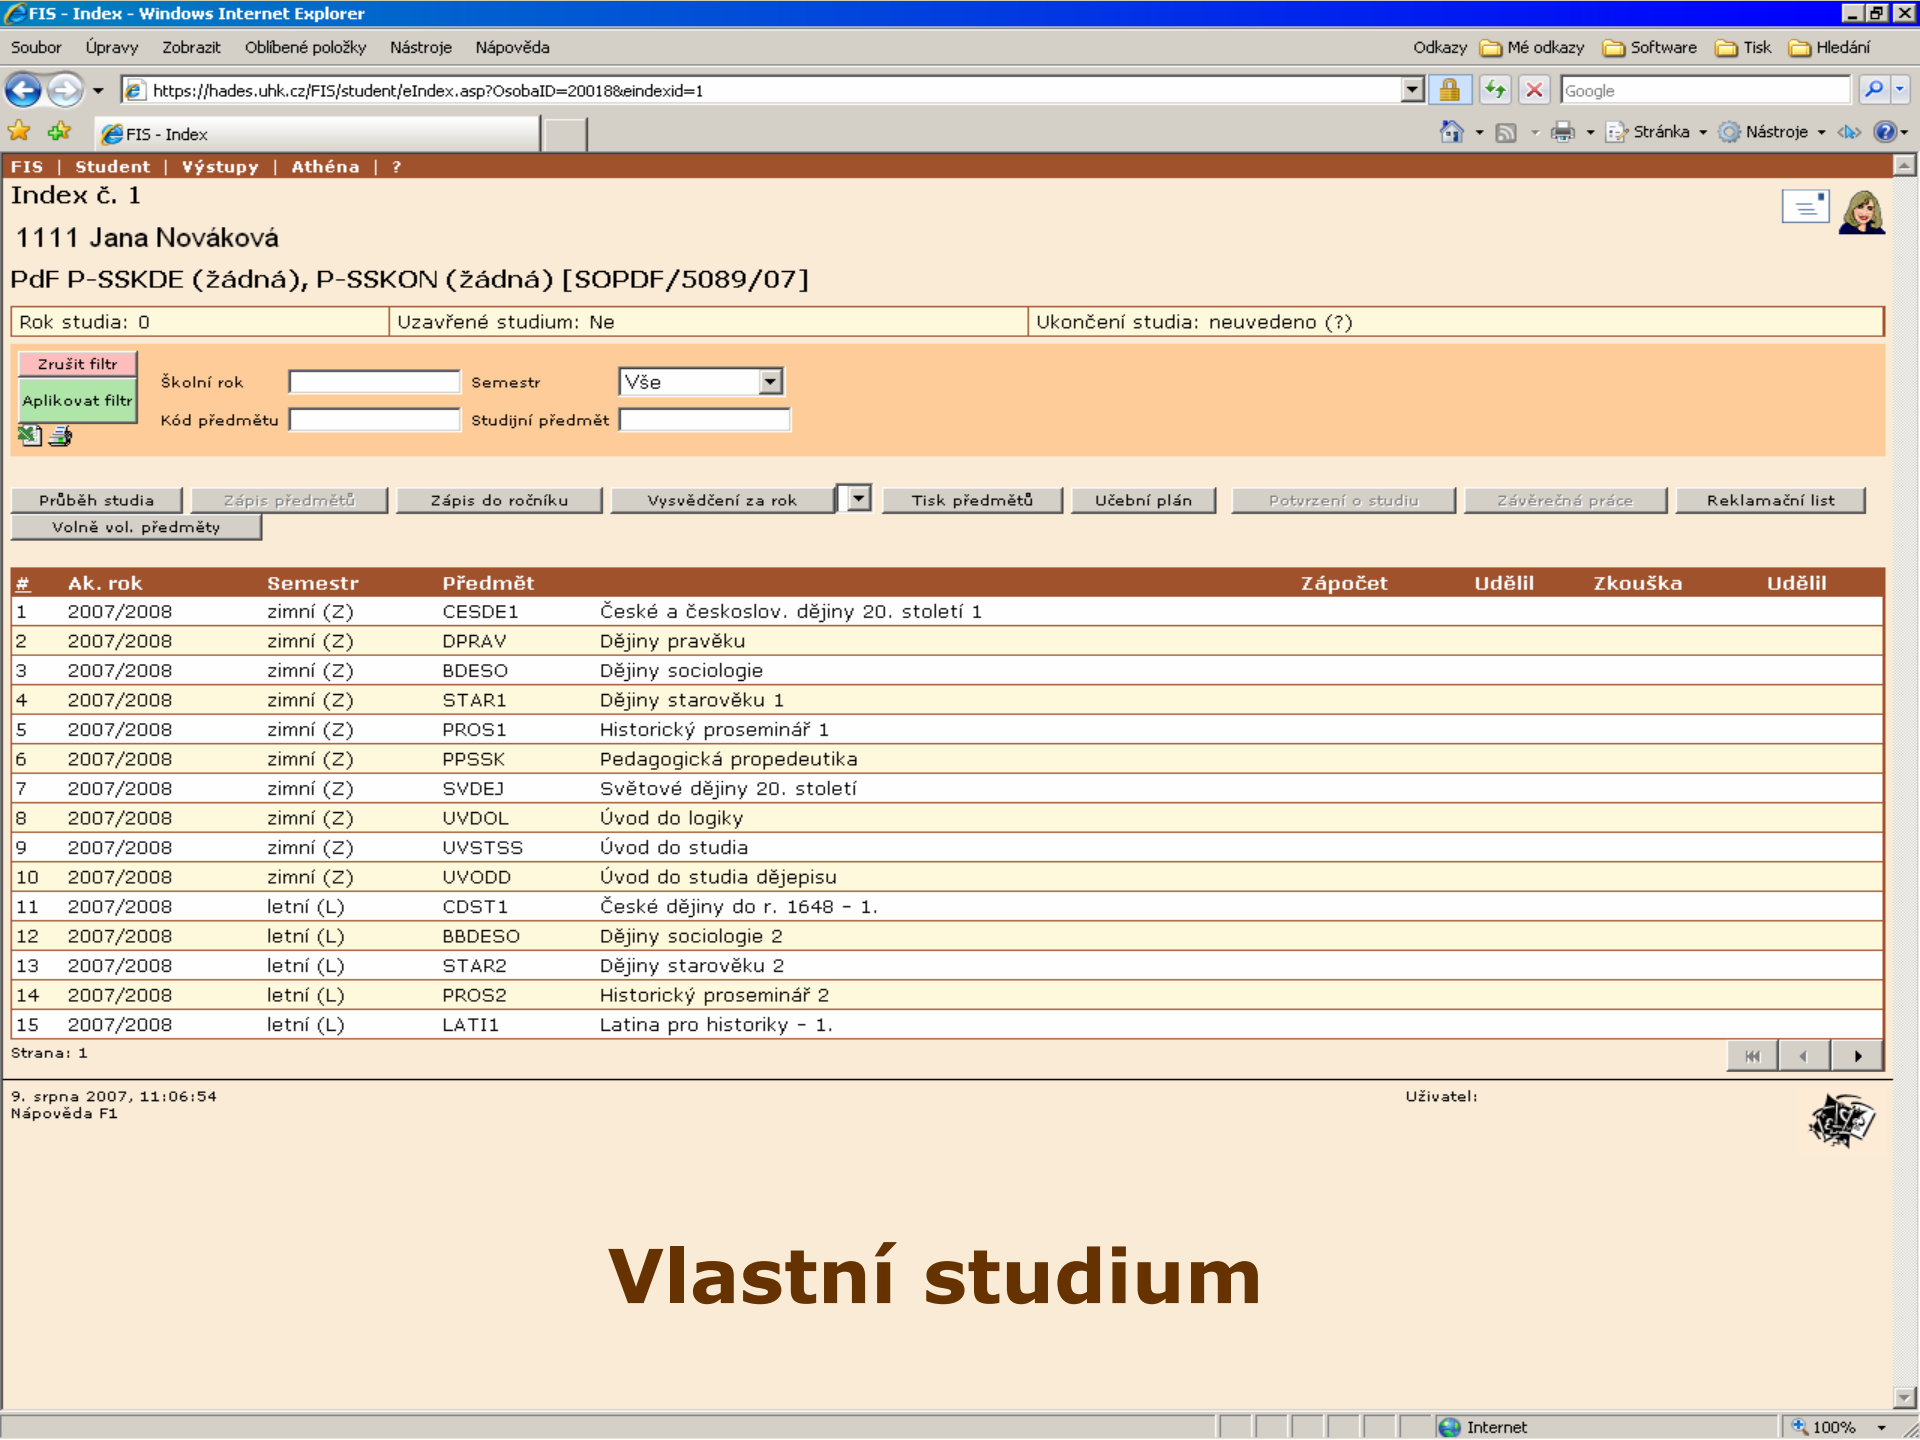 FIS - Index - Windows Internet Explorer
Soubor Úpravy Zobrazit Oblíbené položky Nástroje Nápověda Odkazy Mé odkazy Software Tisk Hledání
https://hades.uhk.cz/FIS/student/eIndex.asp?OsobaID=20018&eindexid=1 Google
FIS - Index Stránka Nástroje
FIS | Student | Výstupy | Athéna | ?
Index č. 1
1111 Jana Nováková
PdF P-SSKDE (žádná), P-SSKON (žádná) [SOPDF/5089/07]
Rok studia: 0 Uzavřené studium: Ne Ukončení studia: neuvedeno (?)
Zrušit filtr
Aplikovat filtr
Školní rok Semestr Vše
Kód předmětu Studijní předmět
Průběh studia Zápis předmětů Zápis do ročníku Vysvědčení za rok Tisk předmětů Učební plán Potvrzení o studiu Závěrečná práce Reklamační list
Volně vol. předměty
# Ak. rok Semestr Předmět Zápočet Udělil Zkouška Udělil
1 2007/2008 zimní (Z) CESDE1 České a českoslov. dějiny 20. století 1
2 2007/2008 zimní (Z) DPRAV Dějiny pravěku
3 2007/2008 zimní (Z) BDESO Dějiny sociologie
4 2007/2008 zimní (Z) STAR1 Dějiny starověku 1
5 2007/2008 zimní (Z) PROS1 Historický proseminář 1
6 2007/2008 zimní (Z) PPSSK Pedagogická propedeutika
7 2007/2008 zimní (Z) SVDEJ Světové dějiny 20. století
8 2007/2008 zimní (Z) UVDOL Úvod do logiky
9 2007/2008 zimní (Z) UVSTSS Úvod do studia
10 2007/2008 zimní (Z) UVODD Úvod do studia dějepisu
11 2007/2008 letní (L) CDST1 České dějiny do r. 1648 - 1.
12 2007/2008 letní (L) BBDESO Dějiny sociologie 2
13 2007/2008 letní (L) STAR2 Dějiny starověku 2
14 2007/2008 letní (L) PROS2 Historický proseminář 2
15 2007/2008 letní (L) LATI1 Latina pro historiky - 1.
Strana: 1
9. srpna 2007, 11:06:54 Uživatel:
Nápověda F1
Vlastní studium
Internet 100%